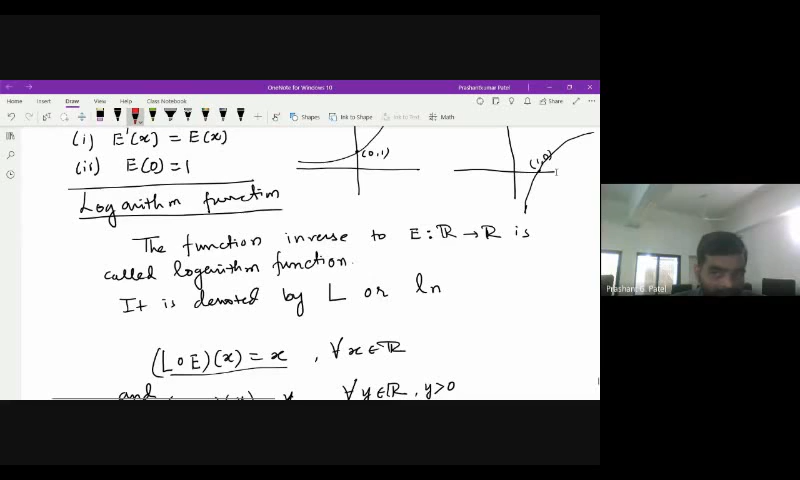 OneNote for Windows 10
Prashantkumar Patel
Home Insert Draw View Help Class Notebook
Share
Shapes Ink to Shape Ink to Text Math
(i) E'(x) = E(x)
(ii) E(0) = 1
(0,1)
(1,0)
Logarithm function
The function inverse to E : ℝ → ℝ is
called logarithm function.
It is denoted by L or ln
(L∘E)(x) = x , ∀ x ∈ ℝ
and
∀ y ∈ ℝ , y > 0
Prashant G. Patel